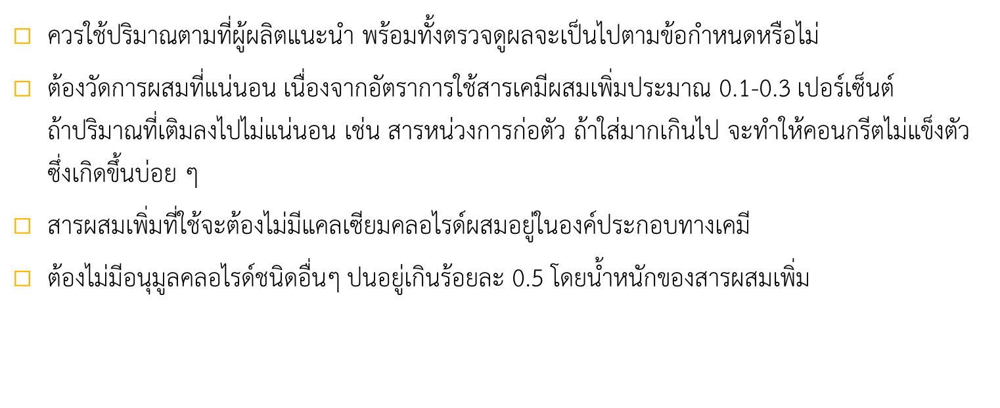 ควรใช้ปริมาณตามที่ผู้ผลิตแนะนำ พร้อมทั้งตรวจดูผลจะเป็นไปตามข้อกำหนดหรือไม่
ต้องวัดการผสมที่แน่นอน เนื่องจากอัตราการใช้สารเคมีผสมเพิ่มประมาณ 0.1-0.3 เปอร์เซ็นต์
ถ้าปริมาณที่เติมลงไปไม่แน่นอน เช่น สารหน่วงการก่อตัว ถ้าใส่มากเกินไป จะทำให้คอนกรีตไม่แข็งตัว
ซึ่งเกิดขึ้นบ่อย ๆ
สารผสมเพิ่มที่ใช้จะต้องไม่มีแคลเซียมคลอไรด์ผสมอยู่ในองค์ประกอบทางเคมี
ต้องไม่มีอนุมูลคลอไรด์ชนิดอื่นๆ ปนอยู่เกินร้อยละ 0.5 โดยน้ำหนักของสารผสมเพิ่ม